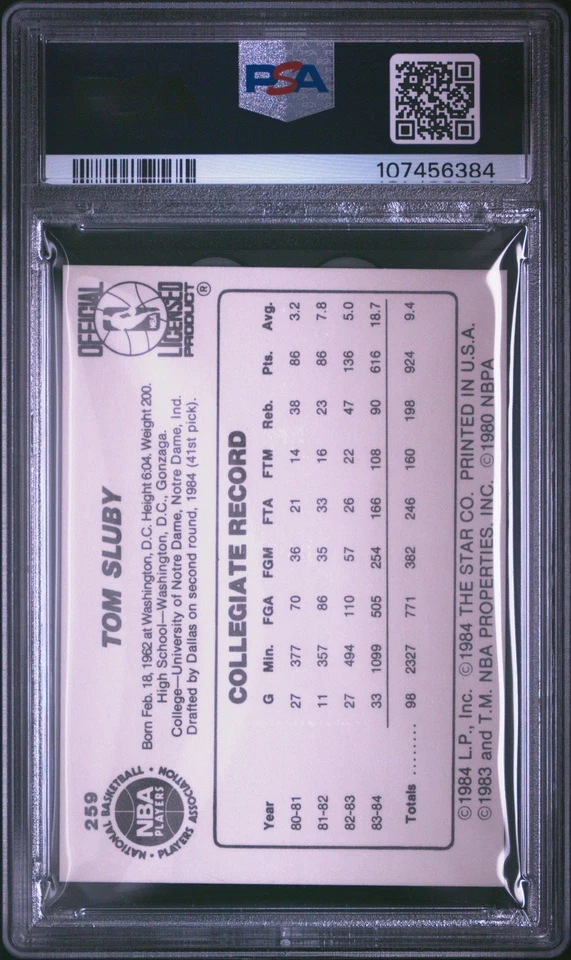 PSA
107456384
259
NATIONAL BASKETBALL
PLAYERS ASSOCIATION
NBA
PLAYERS
TOM SLUBY
OFFICIAL
NBA
LICENSED
PRODUCT
®
Born Feb. 18, 1962 at Washington, D.C. Height 6:04. Weight 200.
High School—Washington, D.C., Gonzaga.
College—University of Notre Dame, Notre Dame, Ind.
Drafted by Dallas on second round, 1984 (41st pick).
COLLEGIATE RECORD
Year G Min. FGA FGM FTA FTM Reb. Pts. Avg.
80-81 27 377 70 36 21 14 38 86 3.2
81-82 11 357 86 35 33 16 23 86 7.8
82-83 27 494 110 57 26 22 47 136 5.0
83-84 33 1099 505 254 166 108 90 616 18.7
Totals ........ 98 2327 771 382 246 160 198 924 9.4
©1984 L.P., Inc. ©1984 THE STAR CO. PRINTED IN U.S.A.
©1983 and T.M. NBA PROPERTIES, INC. ©1980 NBPA